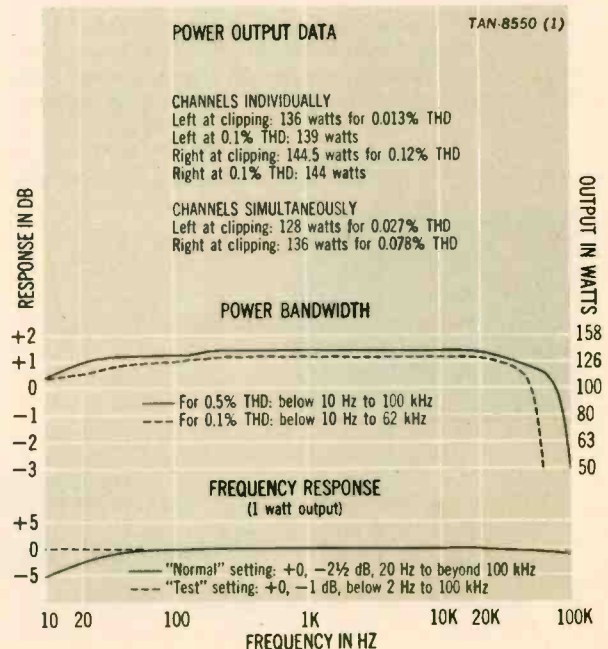 POWER OUTPUT DATA
TAN-8550 (1)
CHANNELS INDIVIDUALLY
Left at clipping: 136 watts for 0.013% THD
Left at 0.1% THD: 139 watts
Right at clipping: 144.5 watts for 0.12% THD
Right at 0.1% THD: 144 watts
CHANNELS SIMULTANEOUSLY
Left at clipping: 128 watts for 0.027% THD
Right at clipping: 136 watts for 0.078% THD
RESPONSE IN DB
OUTPUT IN WATTS
POWER BANDWIDTH
+2
+1
0
-1
-2
-3
158
126
100
80
63
50
For 0.5% THD: below 10 Hz to 100 kHz
For 0.1% THD: below 10 Hz to 62 kHz
FREQUENCY RESPONSE
(1 watt output)
+5
0
-5
"Normal" setting: +0, -2½ dB, 20 Hz to beyond 100 kHz
"Test" setting: +0, -1 dB, below 2 Hz to 100 kHz
10 20 100 1K 10K 20K 100K
FREQUENCY IN HZ